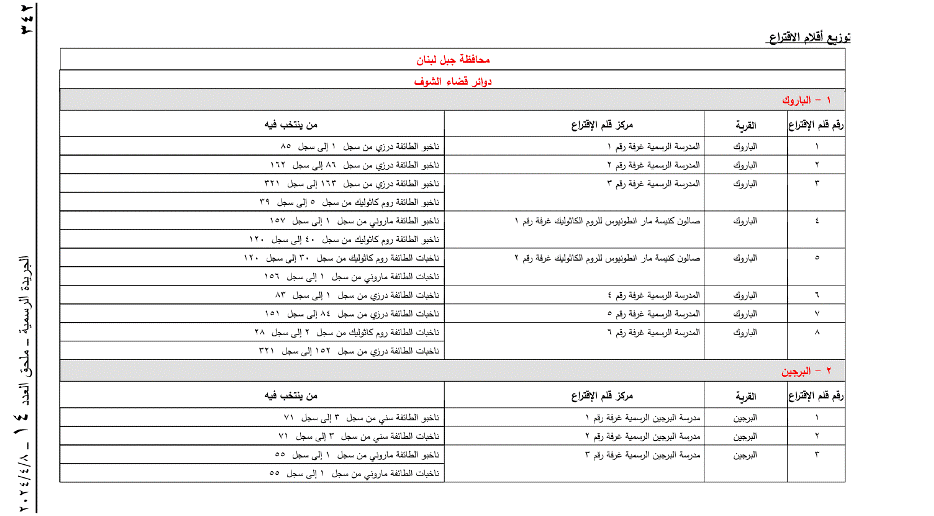 ٣٤٢
الجريدة الرسمية – ملحق العدد ١٤ – ٢٠٢٤/٤/٨
توزيع أقلام الاقتراع
محافظة جبل لبنان
دوائر قضاء الشوف
١ - الباروك
رقم قلم الإقتراع القرية مركز قلم الإقتراع من ينتخب فيه
١ الباروك المدرسة الرسمية غرفة رقم ١ ناخبو الطائفة درزي من سجل ١ إلى سجل ٨٥
٢ الباروك المدرسة الرسمية غرفة رقم ٢ ناخبو الطائفة درزي من سجل ٨٦ إلى سجل ١٦٢
٣ الباروك المدرسة الرسمية غرفة رقم ٣ ناخبو الطائفة درزي من سجل ١٦٣ إلى سجل ٣٢١
ناخبو الطائفة روم كاثوليك من سجل ٥ إلى سجل ٣٩
٤ الباروك صالون كنيسة مار انطونيوس للروم الكاثوليك غرفة رقم ١ ناخبو الطائفة ماروني من سجل ١ إلى سجل ١٥٧
ناخبو الطائفة روم كاثوليك من سجل ٤٠ إلى سجل ١٢٠
٥ الباروك صالون كنيسة مار انطونيوس للروم الكاثوليك غرفة رقم ٢ ناخبات الطائفة روم كاثوليك من سجل ٣٠ إلى سجل ١٢٠
ناخبات الطائفة ماروني من سجل ١ إلى سجل ١٥٦
٦ الباروك المدرسة الرسمية غرفة رقم ٤ ناخبات الطائفة درزي من سجل ١ إلى سجل ٨٣
٧ الباروك المدرسة الرسمية غرفة رقم ٥ ناخبات الطائفة درزي من سجل ٨٤ إلى سجل ١٥١
٨ الباروك المدرسة الرسمية غرفة رقم ٦ ناخبات الطائفة روم كاثوليك من سجل ٢ إلى سجل ٢٨
ناخبات الطائفة درزي من سجل ١٥٢ إلى سجل ٣٢١
٢ - البرجين
رقم قلم الإقتراع القرية مركز قلم الإقتراع من ينتخب فيه
١ البرجين مدرسة البرجين الرسمية غرفة رقم ١ ناخبو الطائفة سني من سجل ٣ إلى سجل ٧١
٢ البرجين مدرسة البرجين الرسمية غرفة رقم ٢ ناخبات الطائفة سني من سجل ٣ إلى سجل ٧١
٣ البرجين مدرسة البرجين الرسمية غرفة رقم ٣ ناخبو الطائفة ماروني من سجل ١ إلى سجل ٥٥
ناخبات الطائفة ماروني من سجل ١ إلى سجل ٥٥